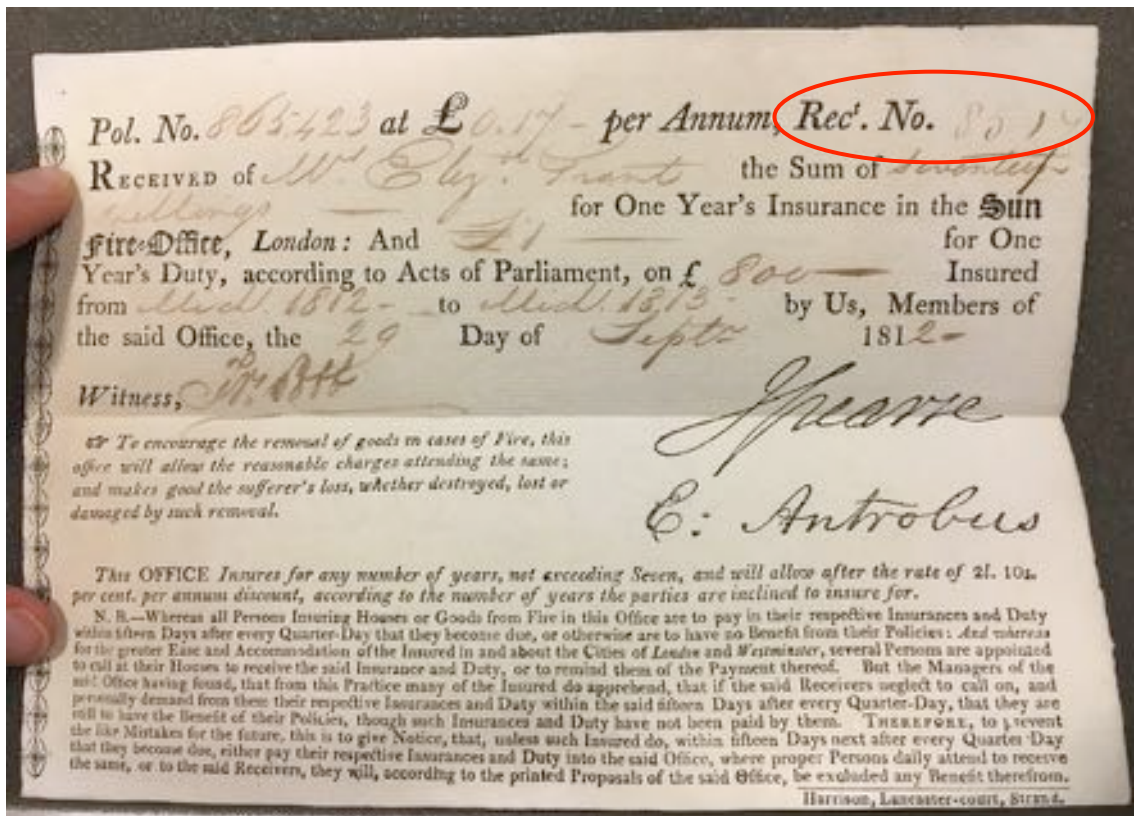 Pol. No. 865423 at £ 0.17 - per Annum, Rec.t No.
RECEIVED of Mrs Eliz.th Trant the Sum of Seventeen
Shillings — for One Year's Insurance in the Sun
Fire-Office, London: And £1 — for One
Year's Duty, according to Acts of Parliament, on £ 800 — Insured
from Mich.s 1812 - to Mich.s 1813 - by Us, Members of
the said Office, the 29 Day of Sept.r 1812 -
Witness,
JPearse
☞ To encourage the removal of goods in cases of Fire, this
office will allow the reasonable charges attending the same;
and makes good the sufferer's loss, whether destroyed, lost or
damaged by such removal.
E: Antrobus
This OFFICE Insures for any number of years, not exceeding Seven, and will allow after the rate of 2l. 10s.
per cent. per annum discount, according to the number of years the parties are inclined to insure for.
N. B.—Whereas all Persons Insuring Houses or Goods from Fire in this Office are to pay in their respective Insurances and Duty
within fifteen Days after every Quarter-Day that they become due, or otherwise are to have no Benefit from their Policies: And whereas
for the greater Ease and Accommodation of the Insured in and about the Cities of London and Westminster, several Persons are appointed
to call at their Houses to receive the said Insurance and Duty, or to remind them of the Payment thereof. But the Managers of the
said Office having found, that from this Practice many of the Insured do apprehend, that if the said Receivers neglect to call on, and
personally demand from them their respective Insurances and Duty within the said fifteen Days after every Quarter-Day, that they are
still to have the Benefit of their Policies, though such Insurances and Duty have not been paid by them. THEREFORE, to prevent
the like Mistakes for the future, this is to give Notice, that, unless such Insured do, within fifteen Days next after every Quarter Day
that they become due, either pay their respective Insurances and Duty into the said Office, where proper Persons daily attend to receive
the same, or to the said Receivers, they will, according to the printed Proposals of the said Office, be excluded any Benefit therefrom.
Harrison, Lancaster-court, Strand.